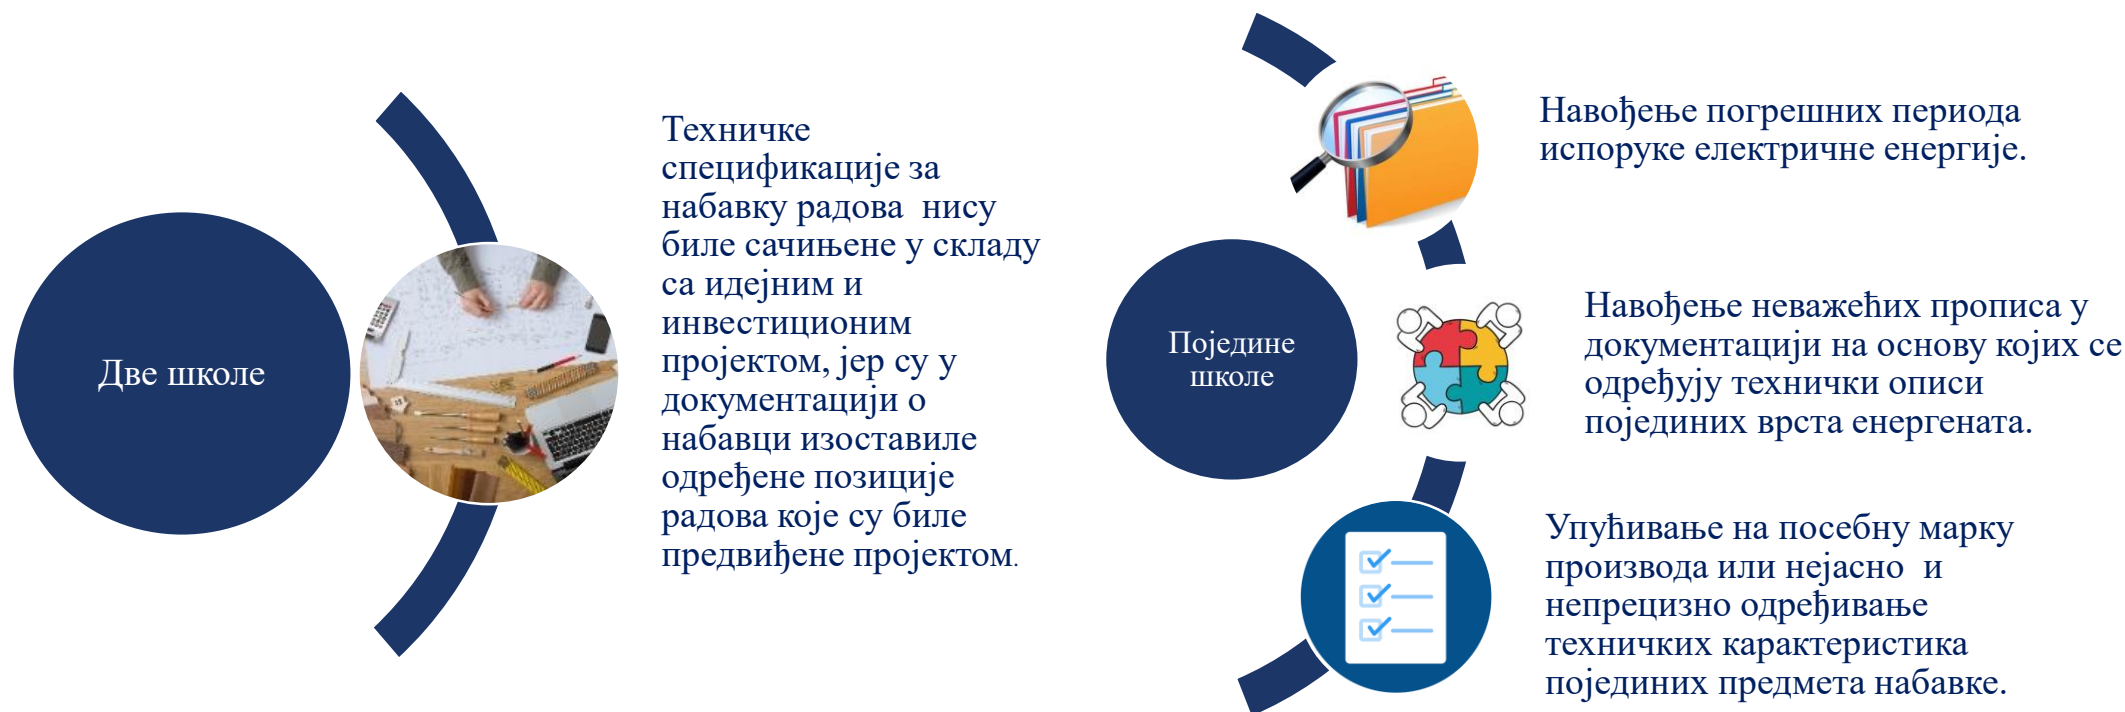 Две школе
Техничке
спецификације за
набавку радова  нису
биле сачињене у складу
са идејним и
инвестиционим
пројектом, јер су у
документацији о
набавци изоставиле
одређене позиције
радова које су биле
предвиђене пројектом.
Поједине
школе
Навођење погрешних периода
испоруке електричне енергије.
Навођење неважећих прописа у
документацији на основу којих се
одређују технички описи
појединих врста енергената.
Упућивање на посебну марку
производа или нејасно  и
непрецизно одређивање
техничких карактеристика
појединих предмета набавке.